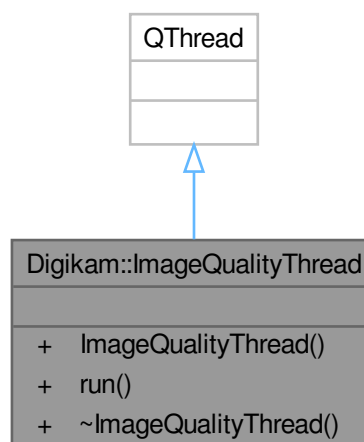 QThread
Digikam::ImageQualityThread
+ ImageQualityThread()
+ run()
+ ~ImageQualityThread()